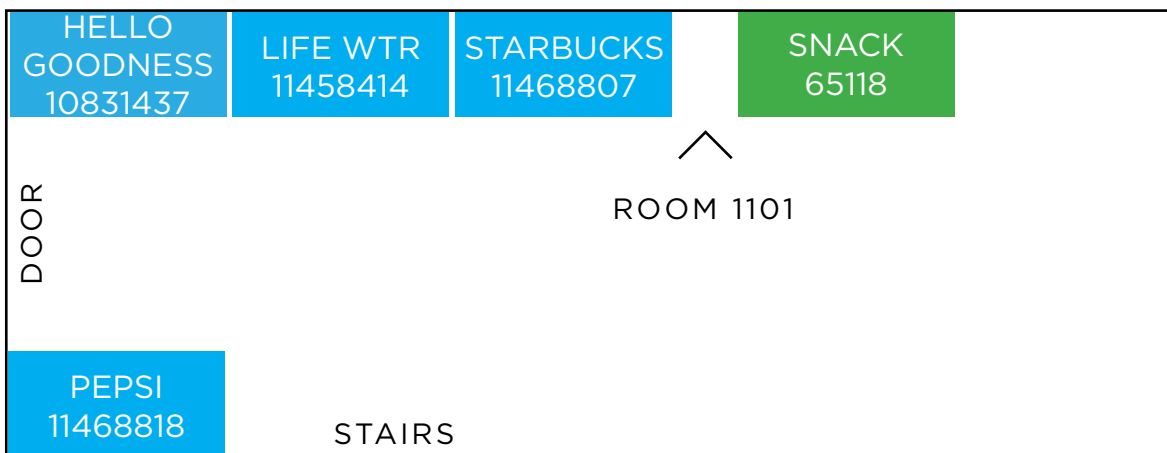 HELLO
GOODNESS
10831437
LIFE WTR
11458414
STARBUCKS
11468807
SNACK
65118
ROOM 1101
DOOR
PEPSI
11468818
STAIRS